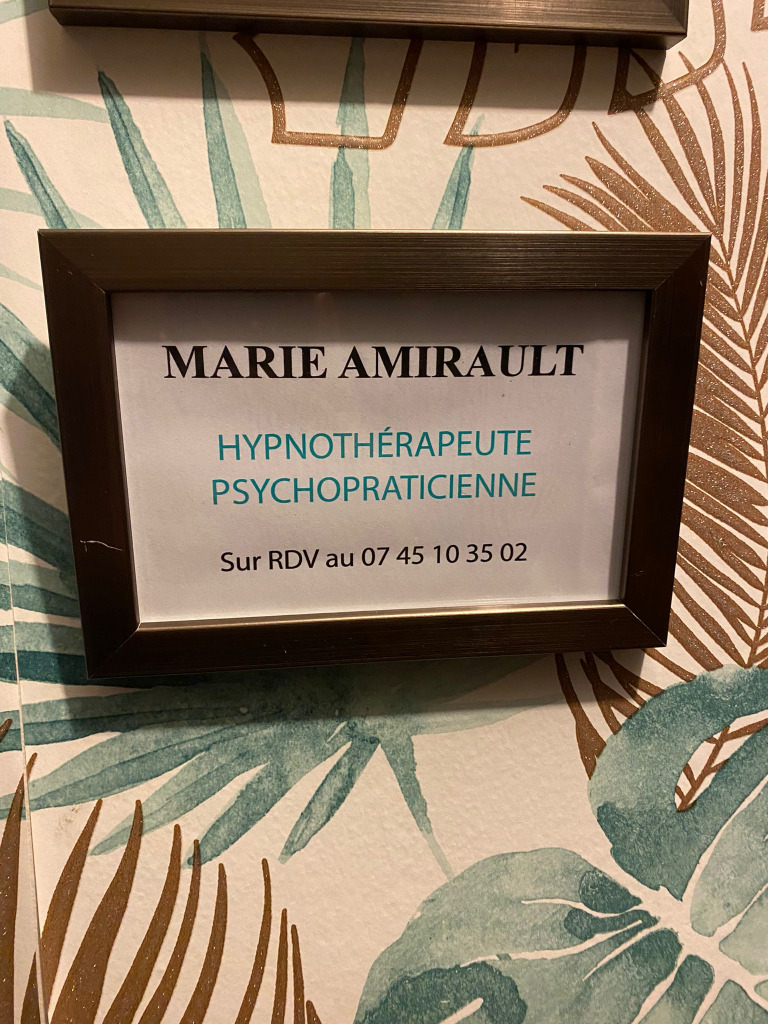 MARIE AMIRAULT
HYPNOTHÉRAPEUTE
PSYCHOPRATICIENNE
Sur RDV au 07 45 10 35 02